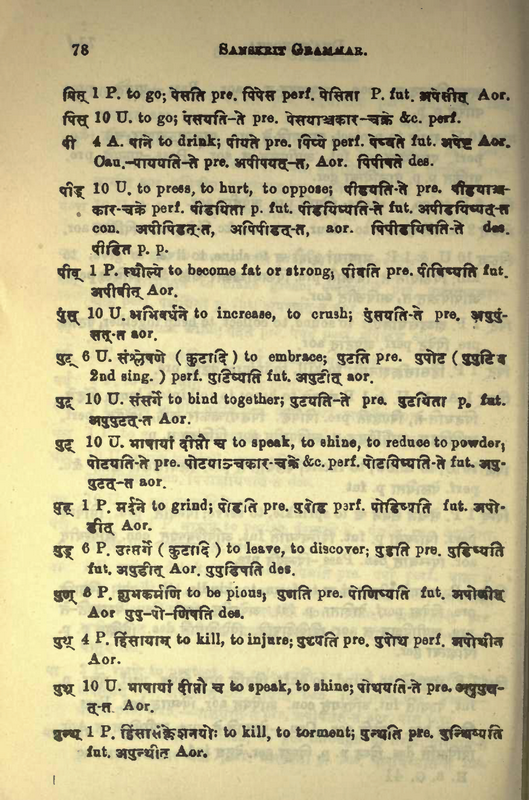 78 SANSKRIT GRAMMAR.
पिस् 1 P. to go; पेसति pre. पिपेस perf. पेसिता P. fut. अपेसीत् Aor.
पिस् 10 U. to go; पेसयति-ते pre. पेसयाञ्चकार-चक्रे &c. perf.
पी 4 A. पाने to drink; पीयते pre. पिप्ये perf. पेष्यते fut. अपेष्ट Aor.
Cau.-पाययति-ते pre. अपीपयत्-त, Aor. पिपीषते des.
पीड् 10 U. to press, to hurt, to oppose; पीडयति-ते pre. पीडयाञ्च-
कार-चक्रे perf. पीडयिता p. fut. पीडयिष्यति-ते fut. अपीडयिष्यत्-त
con. अपीपिडत्-त, अपिपीडत्-त, aor. पिपीडयिषति-ते des.
पीडित p. p.
पीव् 1 P. स्थौल्ये to become fat or strong; पीवति pre. पीविष्यति fut.
अपीवीत् Aor.
पुंस् 10 U. अभिवर्धने to increase, to crush; पुंसयति-ते pre. अपुपुं-
सत्-त aor.
पुट् 6 U. संश्लेषणे ( कुटादि ) to embrace; पुटति pre. पुपोट ( पुपुटिथ
2nd sing. ) perf. पुटिष्यति fut. अपुटीत् aor.
पुट् 10 U. संसर्गे to bind together; पुटयति-ते pre. पुटयिता p. fut.
अपुपुटत्-त Aor.
पुट् 10 U. भाषायां दीप्तौ च to speak, to shine, to reduce to powder;
पोटयति-ते pre. पोटयाञ्चकार-चक्रे &c. perf. पोटयिष्यति-ते fut. अपु-
पुटत्-त aor.
पुड् 1 P. मर्दने to grind; पोडति pre. पुपोड perf. पोडिष्यति fut. अपो-
डीत् Aor.
पुड् 6 P. उत्सर्गे ( कुटादि ) to leave, to discover; पुडति pre. पुडिष्यति
fut. अपुडीत् Aor. पुपुडिषति des.
पुण् 6 P. शुभकर्मणि to be pious; पुणति pre. पोणिष्यति fut. अपोणीत्
Aor पुपु-पो-णिषति des.
पुथ् 4 P. हिंसायाम् to kill, to injure; पुथ्यति pre. पुपोथ perf. अपोथीत्
Aor.
पुथ् 10 U. भाषायां दीप्तौ च to speak, to shine; पोथयति-ते pre. अपुपुथ-
त्-त Aor.
पुन्थ् 1 P. हिंसासंक्लेशनयोः to kill, to torment; पुन्थति pre. पुन्थिष्यति
fut. अपुन्थीत् Aor.